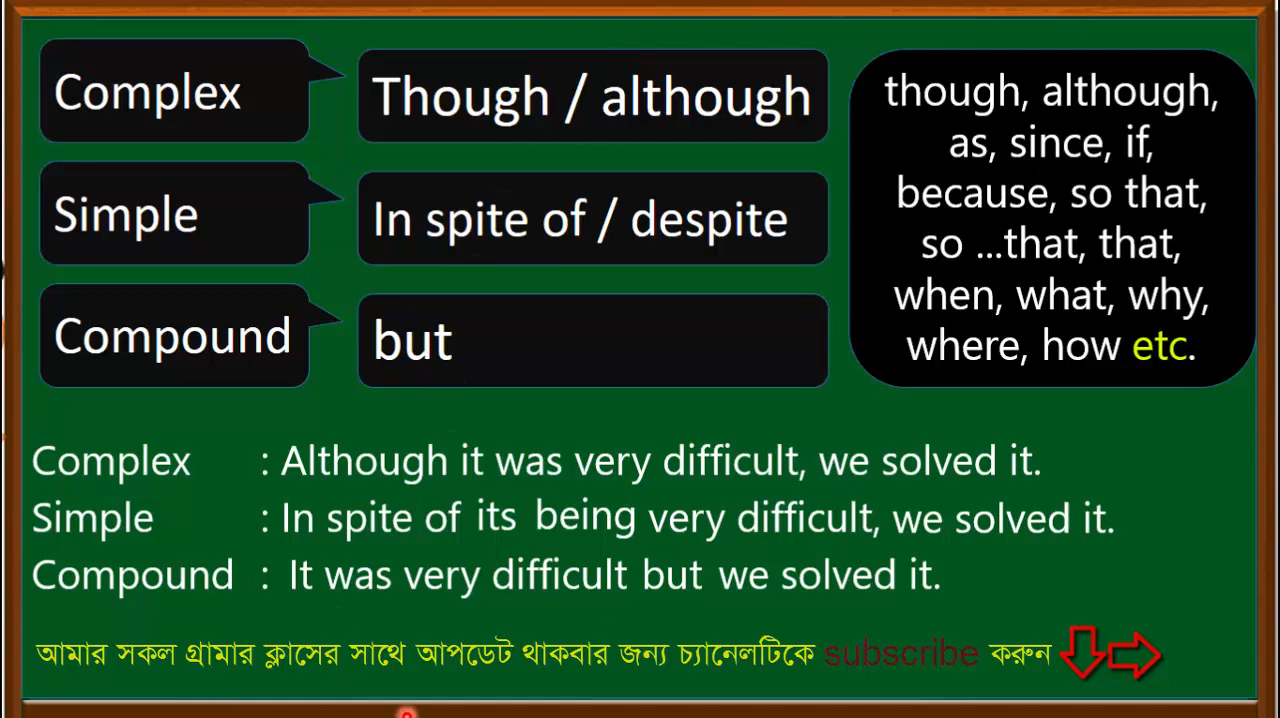 Complex
Though / although
Simple
In spite of / despite
Compound
but
though, although,
as, since, if,
because, so that,
so ...that, that,
when, what, why,
where, how etc.
Complex : Although it was very difficult, we solved it.
Simple : In spite of its being very difficult, we solved it.
Compound : It was very difficult but we solved it.
আমার সকল গ্রামার ক্লাসের সাথে আপডেট থাকবার জন্য চ্যানেলটিকে subscribe করুন